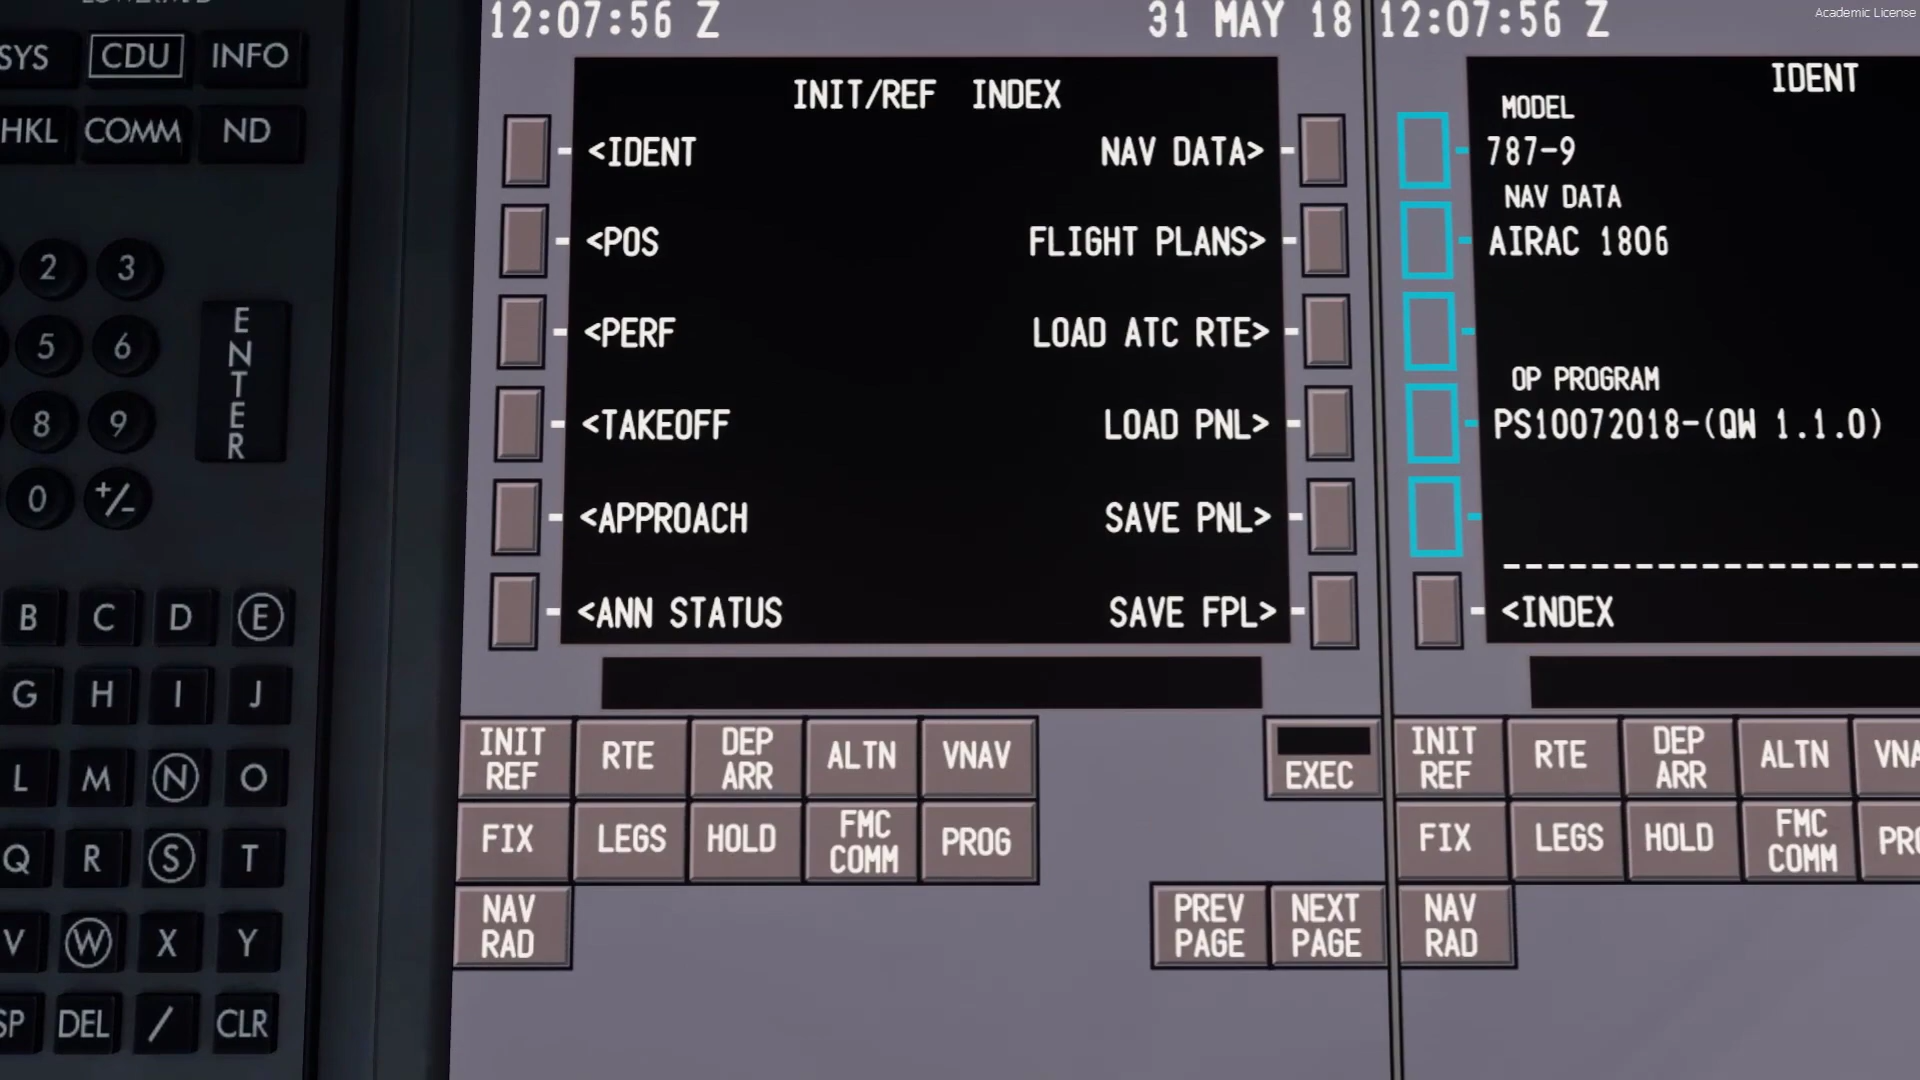 Academic License
SYS CDU INFO
HKL COMM ND
2 3
5 6
8 9
0 +/-
ENTER
B C D E
G H I J
L M N O
Q R S T
V W X Y
SP DEL / CLR
12:07:56 Z 31 MAY 18
INIT/REF INDEX
<IDENT NAV DATA>
<POS FLIGHT PLANS>
<PERF LOAD ATC RTE>
<TAKEOFF LOAD PNL>
<APPROACH SAVE PNL>
<ANN STATUS SAVE FPL>
INIT REF RTE DEP ARR ALTN VNAV EXEC
FIX LEGS HOLD FMC COMM PROG
NAV RAD PREV PAGE NEXT PAGE
12:07:56 Z
IDENT
MODEL
787-9
NAV DATA
AIRAC 1806
OP PROGRAM
PS10072018-(QW 1.1.0)
<INDEX
INIT REF RTE DEP ARR ALTN VNA
FIX LEGS HOLD FMC COMM PRO
NAV RAD